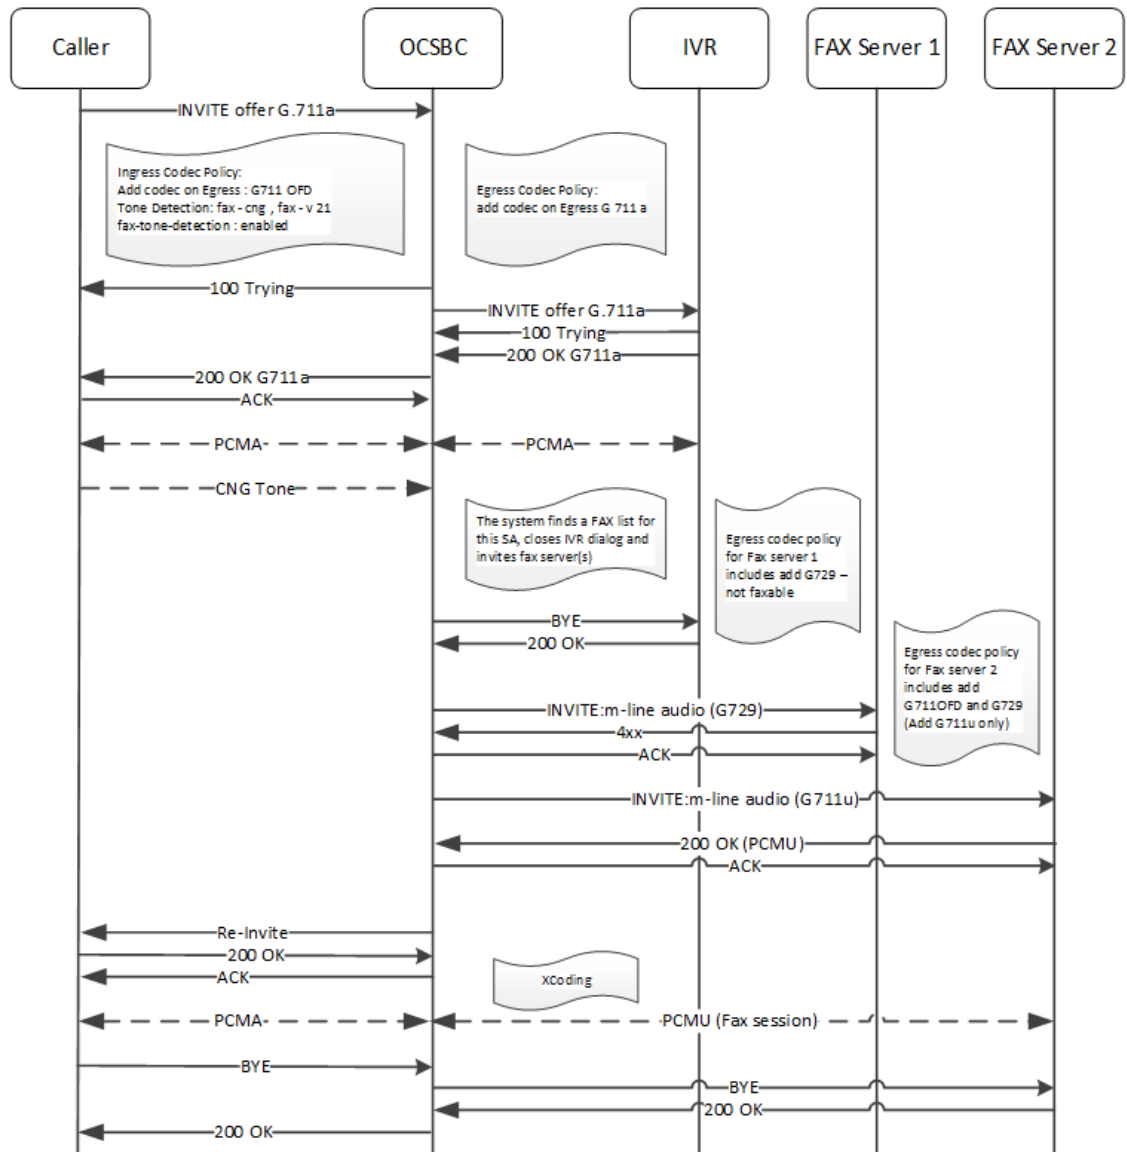 Caller
OCSBC
IVR
FAX Server 1
FAX Server 2
INVITE offer G.711a
Ingress Codec Policy:
Add codec on Egress : G711 OFD
Tone Detection: fax - cng , fax - v 21
fax-tone-detection : enabled
Egress Codec Policy:
add codec on Egress G 711 a
100 Trying
INVITE offer G.711a
100 Trying
200 OK G711a
200 OK G711a
ACK
PCMA
PCMA
CNG Tone
The system finds a FAX list for
this SA, closes IVR dialog and
invites fax server(s)
Egress codec policy
for Fax server 1
includes add G729 –
not faxable
BYE
200 OK
Egress codec policy
for Fax server 2
includes add
G711OFD and G729
(Add G711u only)
INVITE:m-line audio (G729)
4xx
ACK
INVITE:m-line audio (G711u)
200 OK (PCMU)
ACK
Re-Invite
200 OK
ACK
XCoding
PCMA
PCMU (Fax session)
BYE
BYE
200 OK
200 OK